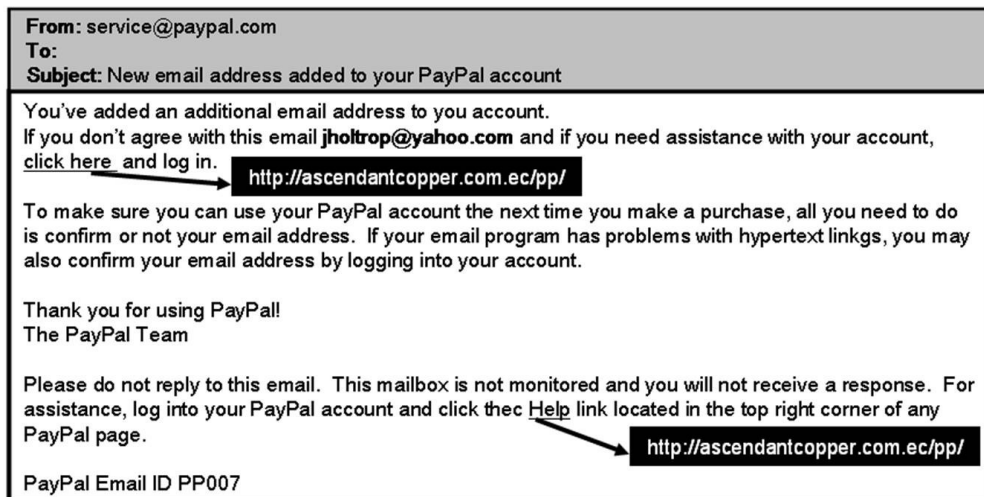 From: service@paypal.com
To:
Subject: New email address added to your PayPal account
You've added an additional email address to you account.
If you don't agree with this email jholtrop@yahoo.com and if you need assistance with your account,
click here and log in.
http://ascendantcopper.com.ec/pp/
To make sure you can use your PayPal account the next time you make a purchase, all you need to do
is confirm or not your email address. If your email program has problems with hypertext linkgs, you may
also confirm your email address by logging into your account.
Thank you for using PayPal!
The PayPal Team
Please do not reply to this email. This mailbox is not monitored and you will not receive a response. For
assistance, log into your PayPal account and click thec Help link located in the top right corner of any
PayPal page.
http://ascendantcopper.com.ec/pp/
PayPal Email ID PP007